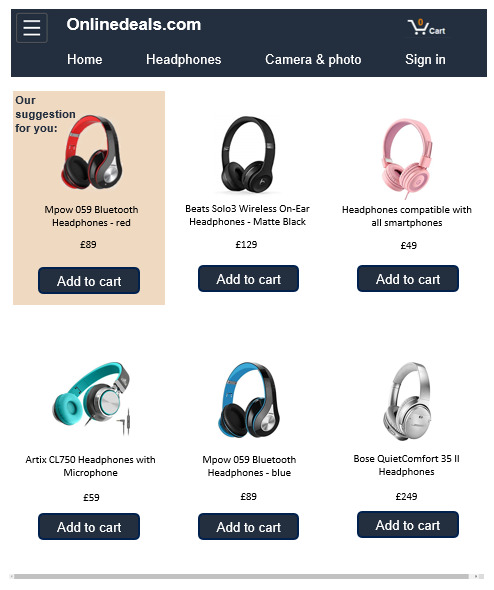 Onlinedeals.com
0
Cart
Home
Headphones
Camera & photo
Sign in
Our
suggestion
for you:
Mpow 059 Bluetooth
Headphones - red
£89
Add to cart
Beats Solo3 Wireless On-Ear
Headphones - Matte Black
£129
Add to cart
Headphones compatible with
all smartphones
£49
Add to cart
Artix CL750 Headphones with
Microphone
£59
Add to cart
Mpow 059 Bluetooth
Headphones - blue
£89
Add to cart
Bose QuietComfort 35 II
Headphones
£249
Add to cart